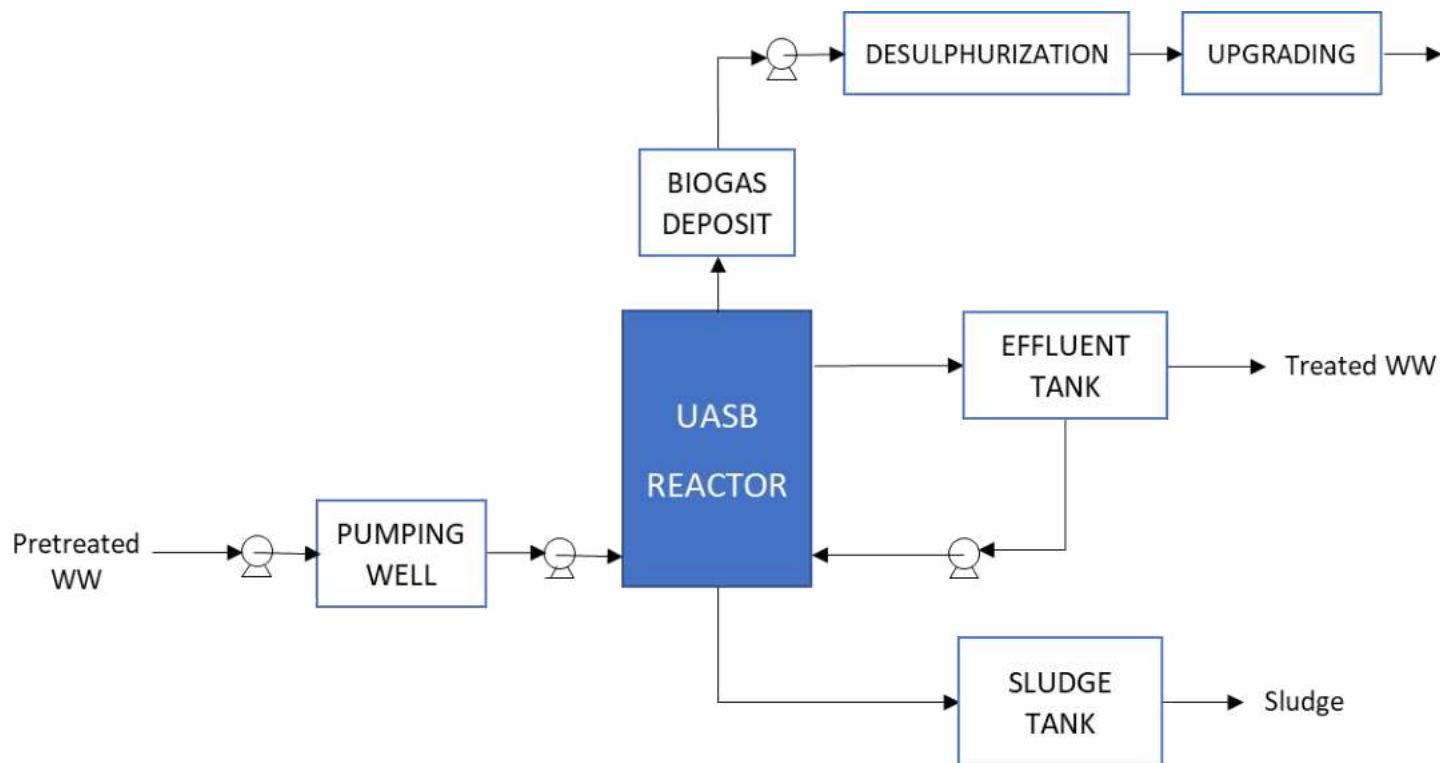 DESULPHURIZATION
UPGRADING
BIOGAS
DEPOSIT
EFFLUENT
TANK
Treated WW
UASB
REACTOR
Pretreated
WW
PUMPING
WELL
SLUDGE
TANK
Sludge